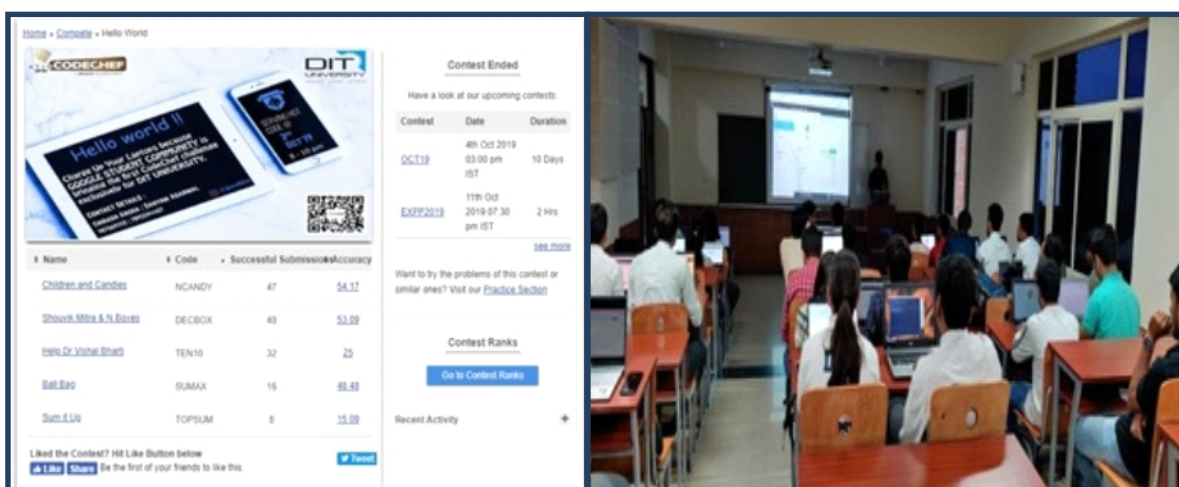 Home » Compete » Hello World
CODECHEF
DIT
UNIVERSITY
Hello world !!
Charge Up Your Laptops because
GOOGLE STUDENT COMMUNITY is
bringing the first CodeChef challenge
exclusively for DIT UNIVERSITY.
CONTACT DETAILS :
8 - 10 pm
Name Code Successful Submissions Accuracy
Children and Candies NCANDY 47 54.17
Shouvik Mitra & N Boxes DECBOX 40 53.09
Help Dr Vishal Bharti TEN10 32 25
Ball Bag SUMAX 16 48.48
Sum it Up TOPSUM 8 15.09
Liked the Contest? Hit Like Button below
Like Share Be the first of your friends to like this.
Tweet
Contest Ended
Have a look at our upcoming contests:
Contest Date Duration
OCT19 4th Oct 2019 03:00 pm IST 10 Days
EXPP2019 11th Oct 2019 07:30 pm IST 2 Hrs
see more
Want to try the problems of this contest or
similar ones? Visit our Practice Section
Contest Ranks
Go to Contest Ranks
Recent Activity +